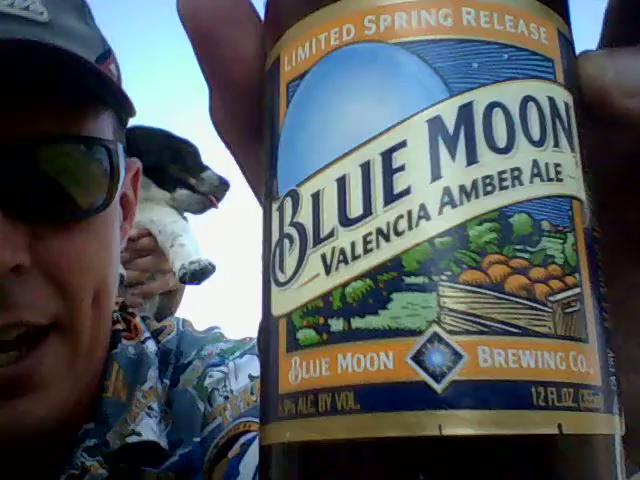 LIMITED SPRING RELEASE
BLUE MOON
VALENCIA AMBER ALE
BLUE MOON BREWING CO.
ALC. BY VOL. 12 FL.OZ.